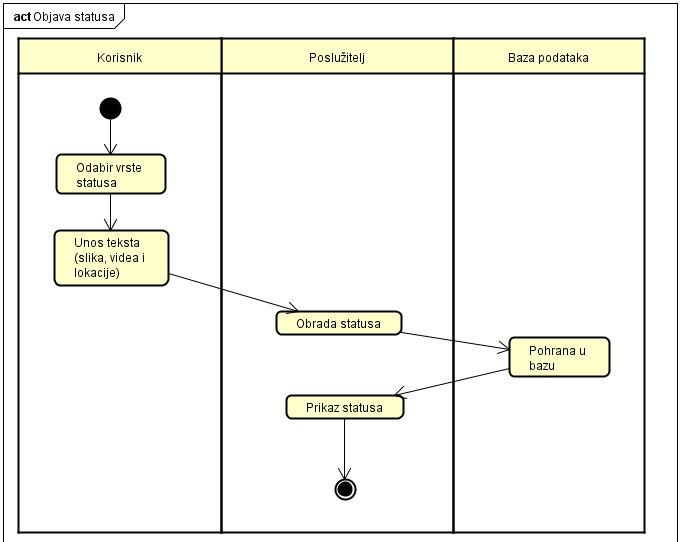 act Objava statusa
Korisnik
Poslužitelj
Baza podataka
Odabir vrste
statusa
Unos teksta
(slika, videa i
lokacije)
Obrada statusa
Pohrana u
bazu
Prikaz statusa